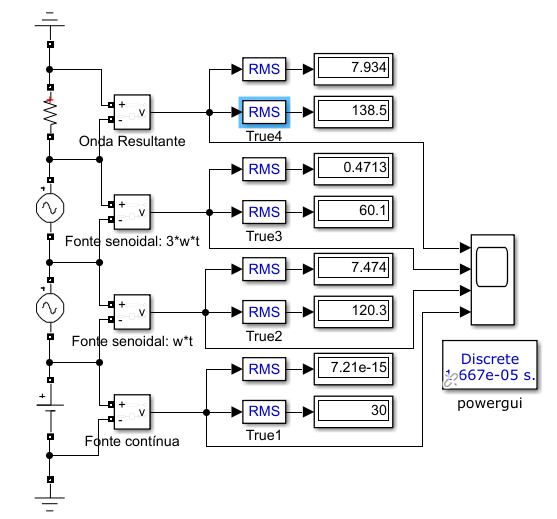 RMS
7.934
+
-
v
RMS
138.5
Onda Resultante
True4
RMS
0.4713
+
-
v
RMS
60.1
Fonte senoidal: 3*w*t
True3
RMS
7.474
+
-
v
RMS
120.3
Fonte senoidal: w*t
True2
RMS
7.21e-15
+
+
-
v
RMS
30
Fonte contínua
True1
Discrete
667e-05 s.
powergui